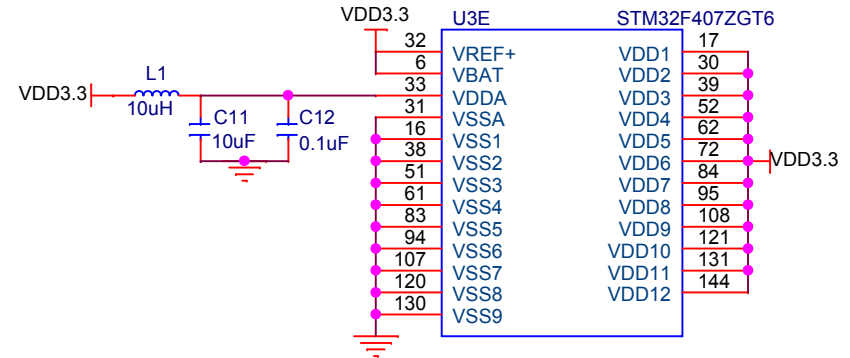 VDD3.3 U3E STM32F407ZGT6
32 VREF+ VDD1 17
6 VBAT VDD2 30
VDD3.3 L1 33 VDDA VDD3 39
10uH 31 VSSA VDD4 52
C11 C12 16 VSS1 VDD5 62
10uF 0.1uF 38 VSS2 VDD6 72 VDD3.3
51 VSS3 VDD7 84
61 VSS4 VDD8 95
83 VSS5 VDD9 108
94 VSS6 VDD10 121
107 VSS7 VDD11 131
120 VSS8 VDD12 144
130 VSS9